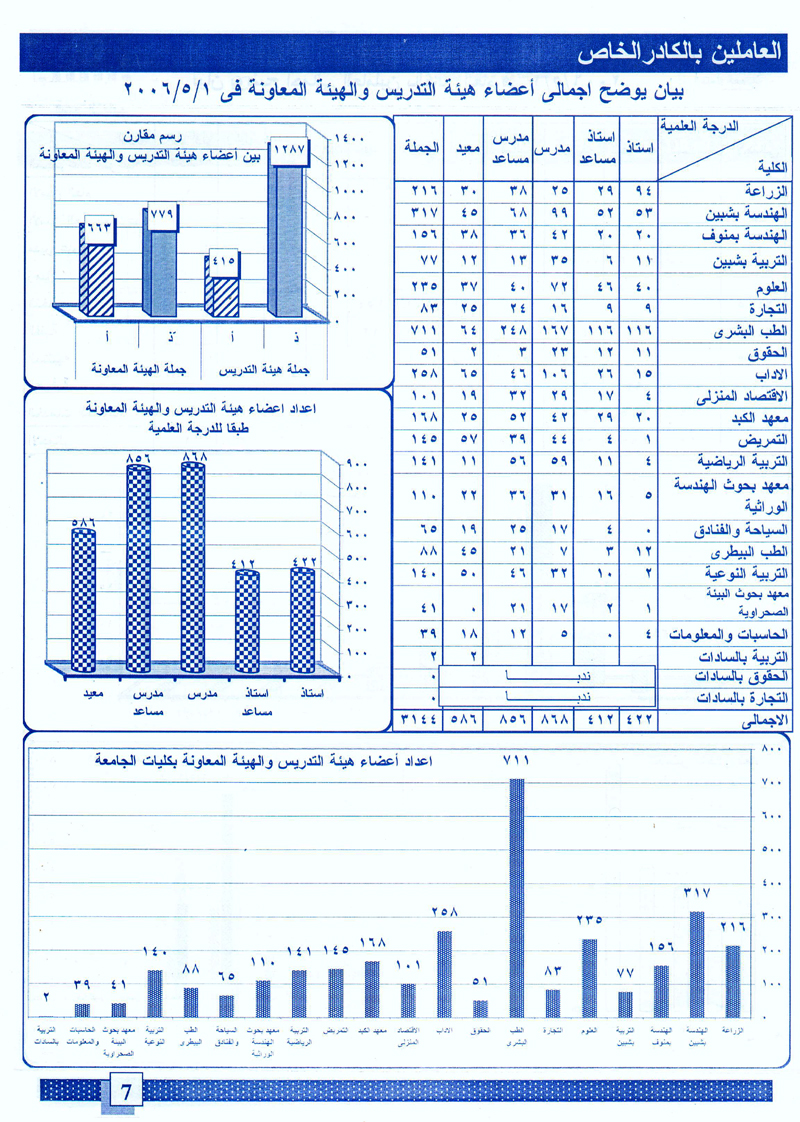 العاملين بالكادر الخاص
بيان يوضح اجمالى أعضاء هيئة التدريس والهيئة المعاونة فى ٢٠٠٦/٥/١
الدرجة العلمية
الكلية
استاذ
استاذ مساعد
مدرس
مدرس مساعد
معيد
الجملة
الزراعة ٩٤ ٢٩ ٢٥ ٣٨ ٣٠ ٢١٦
الهندسة بشبين ٥٣ ٥٢ ٩٩ ٦٨ ٤٥ ٣١٧
الهندسة بمنوف ٢٠ ٢٠ ٤٢ ٣٦ ٣٨ ١٥٦
التربية بشبين ١١ ٦ ٣٥ ١٣ ١٢ ٧٧
العلوم ٤٠ ٤٦ ٧٢ ٤٠ ٣٧ ٢٣٥
التجارة ٩ ٩ ١٦ ٢٤ ٢٥ ٨٣
الطب البشرى ١١٦ ١١٦ ١٦٧ ٢٤٨ ٦٤ ٧١١
الحقوق ١١ ١٢ ٢٣ ٣ ٢ ٥١
الاداب ١٥ ٢٦ ١٠٦ ٤٦ ٦٥ ٢٥٨
الاقتصاد المنزلى ٤ ١٧ ٢٩ ٣٢ ١٩ ١٠١
معهد الكبد ٢٠ ٢٩ ٤٢ ٥٢ ٢٥ ١٦٨
التمريض ١ ٤ ٤٤ ٣٩ ٥٧ ١٤٥
التربية الرياضية ٤ ١١ ٥٩ ٥٦ ١١ ١٤١
معهد بحوث الهندسة
الوراثية ٥ ١٦ ٣١ ٣٦ ٢٢ ١١٠
السياحة والفنادق ٠ ٤ ١٧ ٢٥ ١٩ ٦٥
الطب البيطرى ١٢ ٣ ٧ ٢١ ٤٥ ٨٨
التربية النوعية ٢ ١٠ ٣٢ ٤٦ ٥٠ ١٤٠
معهد بحوث البيئة
الصحراوية ١ ٢ ١٧ ٢١ ٠ ٤١
الحاسبات والمعلومات ٤ ٠ ٥ ١٢ ١٨ ٣٩
التربية بالسادات ٢ ٢
الحقوق بالسادات ندبـــا ٠
التجارة بالسادات ندبـــا ٠
الاجمالى ٤٢٢ ٤١٢ ٨٦٨ ٨٥٦ ٥٨٦ ٣١٤٤
رسم مقارن
بين أعضاء هيئة التدريس والهيئة المعاونة
١٤٠٠
١٢٠٠
١٠٠٠
٨٠٠
٦٠٠
٤٠٠
٢٠٠
٠
١٢٨٧
٤١٥
٧٧٩
٦٦٣
ذ أ ذ أ
جملة هيئة التدريس جملة الهيئة المعاونة
اعداد اعضاء هيئة التدريس والهيئة المعاونة
طبقا للدرجة العلمية
٩٠٠
٨٠٠
٧٠٠
٦٠٠
٥٠٠
٤٠٠
٣٠٠
٢٠٠
١٠٠
٠
٤٢٢ ٤١٢ ٨٦٨ ٨٥٦ ٥٨٦
استاذ
استاذ مساعد
مدرس
مدرس مساعد
معيد
اعداد أعضاء هيئة التدريس والهيئة المعاونة بكليات الجامعة
٨٠٠
٧٠٠
٦٠٠
٥٠٠
٤٠٠
٣٠٠
٢٠٠
١٠٠
٠
٢١٦ ٣١٧ ١٥٦ ٧٧ ٢٣٥ ٨٣ ٧١١ ٥١ ٢٥٨ ١٠١ ١٦٨ ١٤٥ ١٤١ ١١٠ ٦٥ ٨٨ ١٤٠ ٤١ ٣٩ ٢
الزراعة
الهندسة بشبين
الهندسة بمنوف
التربية بشبين
العلوم
التجارة
الطب البشرى
الحقوق
الاداب
الاقتصاد المنزلى
معهد الكبد
التمريض
التربية الرياضية
معهد بحوث الهندسة الوراثية
السياحة والفنادق
الطب البيطرى
التربية النوعية
معهد بحوث البيئة الصحراوية
الحاسبات والمعلومات
التربية بالسادات
7